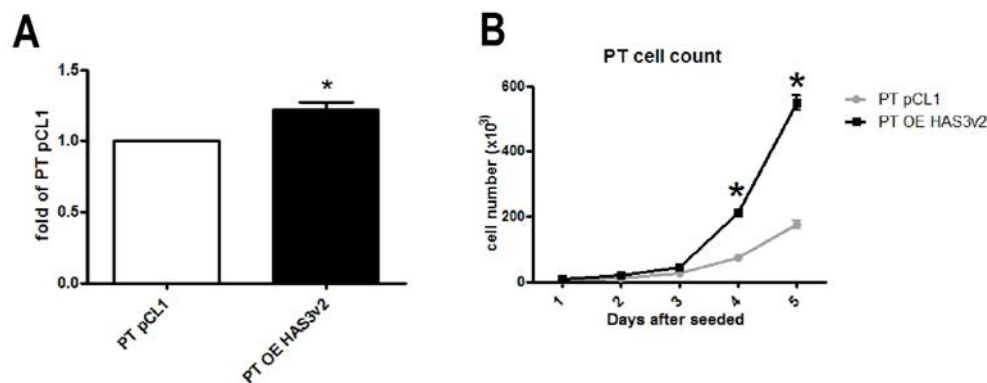 A
fold of PT pCL1
1.5
1.0
0.5
0.0
*
PT pCL1
PT OE HAS3v2
B
PT cell count
cell number (x10³)
600
400
200
0
*
*
1 2 3 4 5
Days after seeded
PT pCL1
PT OE HAS3v2